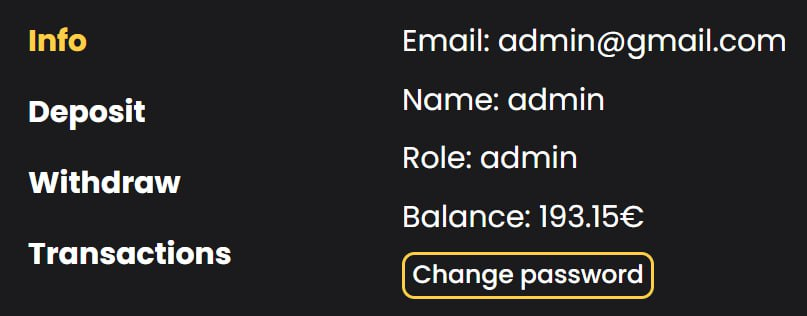 Info
Deposit
Withdraw
Transactions
Email: admin@gmail.com
Name: admin
Role: admin
Balance: 193.15€
Change password